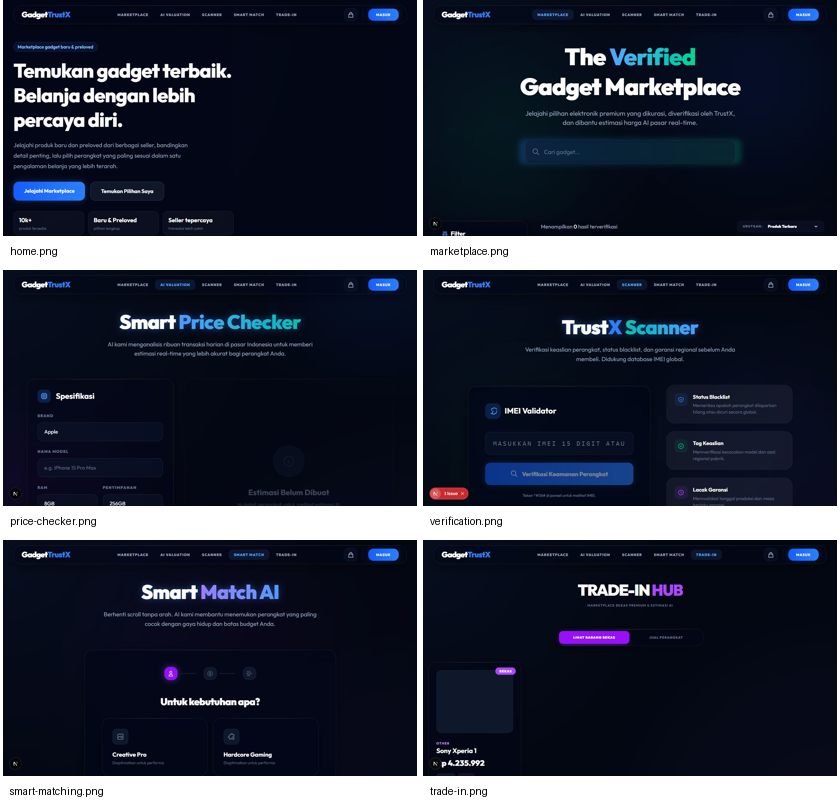 GadgetTrustX
MARKETPLACE AI VALUATION SCANNER SMART MATCH TRADE-IN
MASUK
Marketplace gadget baru & preloved
Temukan gadget terbaik.
Belanja dengan lebih
percaya diri.
Jelajahi produk baru dan preloved dari berbagai seller, bandingkan
detail penting, lalu pilih perangkat yang paling sesuai dalam satu
pengalaman belanja yang lebih terarah.
Jelajahi Marketplace
Temukan Pilihan Saya
10k+
produk tersedia
Baru & Preloved
pilihan lengkap
Seller tepercaya
home.png
GadgetTrustX
MARKETPLACE AI VALUATION SCANNER SMART MATCH TRADE-IN
MASUK
The Verified
Gadget Marketplace
Jelajahi pilihan elektronik premium yang dikurasi, diverifikasi oleh TrustX,
dan dibantu estimasi harga AI pasar real-time.
Cari gadget...
Filter
Menampilkan 0 hasil terverifikasi
Produk Terbaru
marketplace.png
GadgetTrustX
MARKETPLACE AI VALUATION SCANNER SMART MATCH TRADE-IN
MASUK
Smart Price Checker
AI kami menganalisis ribuan transaksi harian di pasar Indonesia untuk memberi
estimasi real-time yang lebih akurat bagi perangkat Anda.
Spesifikasi
BRAND
Apple
NAMA MODEL
e.g. iPhone 15 Pro Max
RAM
PENYIMPANAN
8GB
256GB
Estimasi Belum Dibuat
N
price-checker.png
GadgetTrustX
MARKETPLACE AI VALUATION SCANNER SMART MATCH TRADE-IN
MASUK
TrustX Scanner
Verifikasi keaslian perangkat, status blacklist, dan garansi regional sebelum Anda
membeli. Didukung database IMEI global.
IMEI Validator
MASUKKAN IMEI 15 DIGIT ATAU
Verifikasi Keamanan Perangkat
Status Blacklist
Tag Keaslian
Lacak Garansi
N 1 Issue ×
verification.png
GadgetTrustX
MARKETPLACE AI VALUATION SCANNER SMART MATCH TRADE-IN
MASUK
Smart Match AI
Berhenti scroll tanpa arah. AI kami membantu menemukan perangkat yang paling
cocok dengan gaya hidup dan batas budget Anda.
Untuk kebutuhan apa?
Creative Pro
Dioptimalkan untuk performa
Hardcore Gaming
Dioptimalkan untuk performa
N
smart-matching.png
GadgetTrustX
MARKETPLACE AI VALUATION SCANNER SMART MATCH TRADE-IN
MASUK
TRADE-IN HUB
MARKETPLACE BEKAS PREMIUM & ESTIMASI AI
LIHAT BARANG BEKAS
JUAL PERANGKAT
BEKAS
OTHER
Sony Xperia 1
p 4.235.992
N
trade-in.png